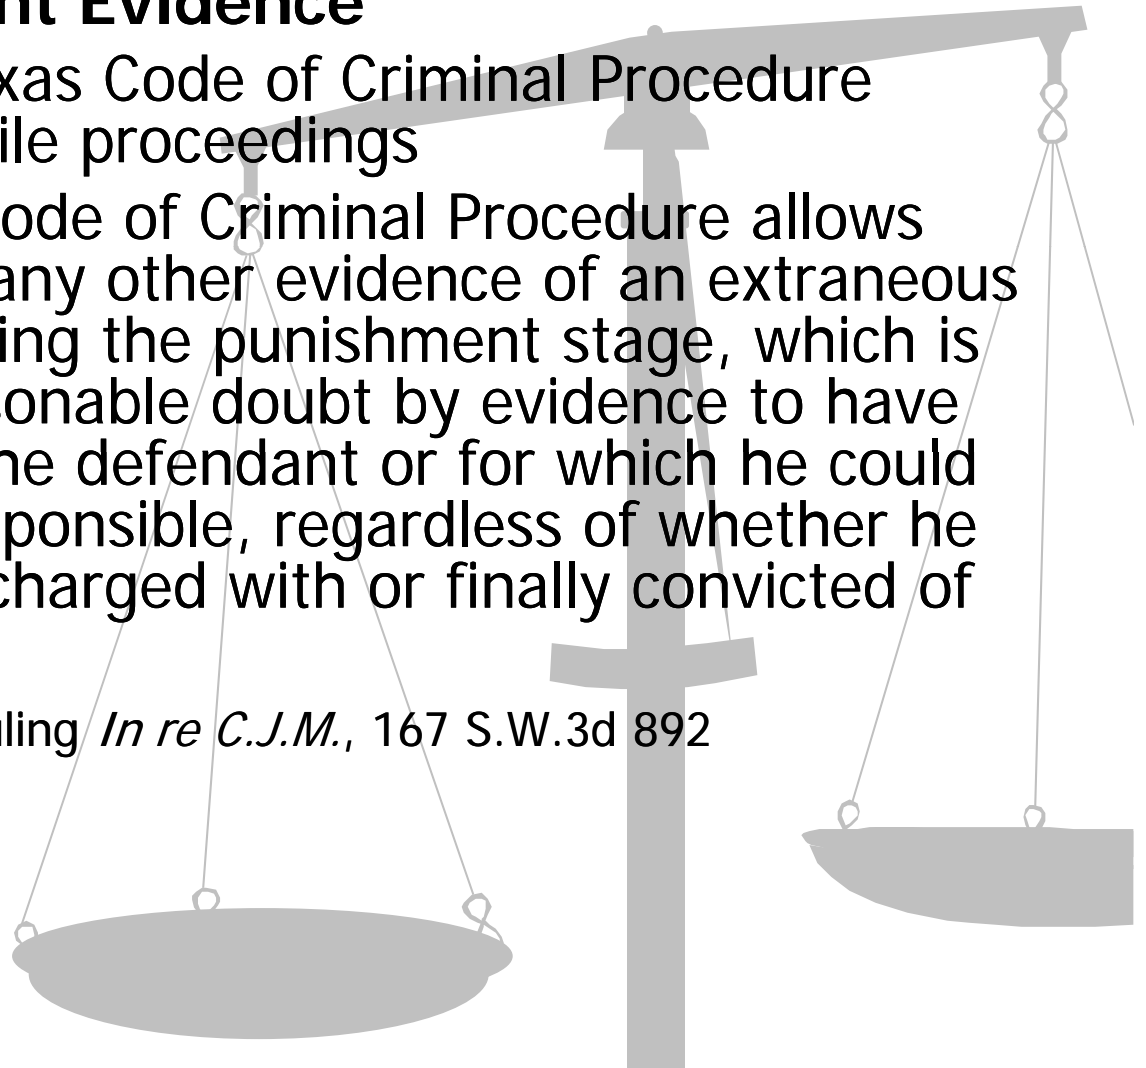 nt Evidence
xas Code of Criminal Procedure
ile proceedings
ode of Criminal Procedure allows
any other evidence of an extraneous
ing the punishment stage, which is
sonable doubt by evidence to have
he defendant or for which he could
ponsible, regardless of whether he
charged with or finally convicted of
uling In re C.J.M., 167 S.W.3d 892